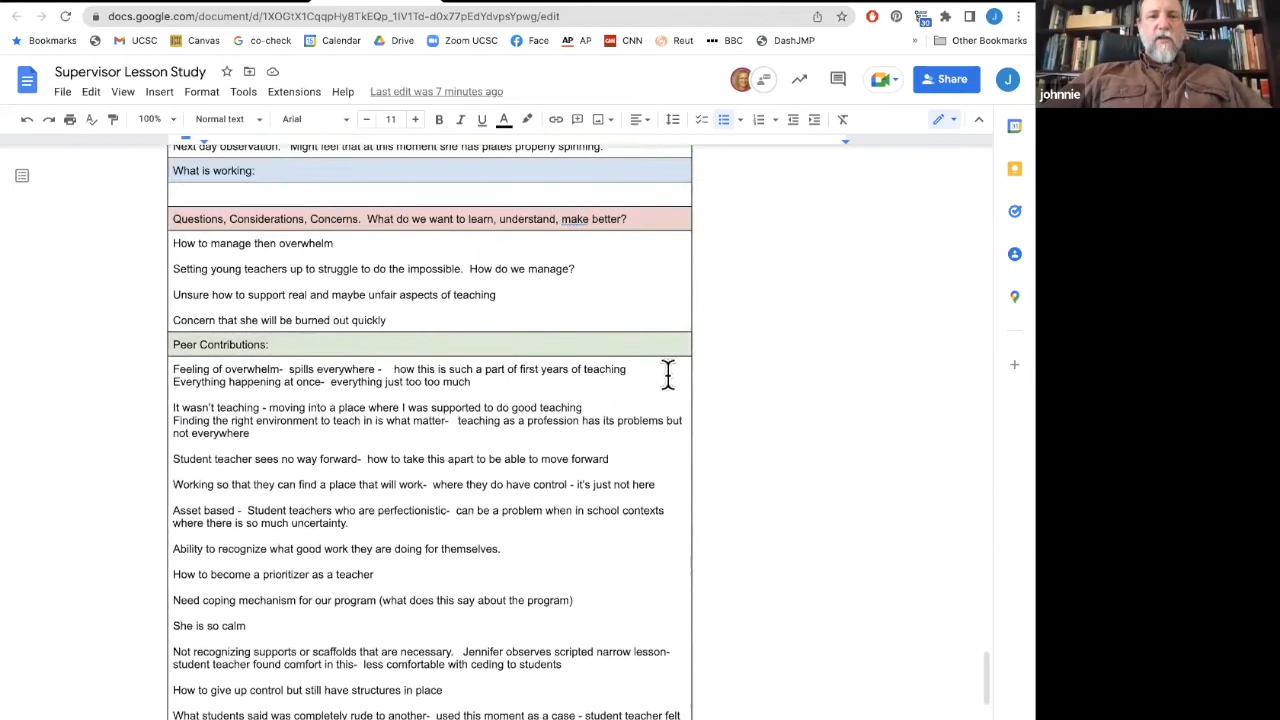 docs.google.com/document/d/1XOGtX1CqqpHy8TkEQp_1IV1Td-d0x77pEdYdvpsYpwg/edit
30
J
Bookmarks
UCSC
Canvas
co-check
Calendar
Drive
Zoom UCSC
Face
AP
AP
CNN
Reut
BBC
DashJMP
»
Other Bookmarks
johnnie
Supervisor Lesson Study
Share
J
File Edit View Insert Format Tools Extensions Help Last edit was 7 minutes ago
100% Normal text Arial − 11 + B I U A
Next day observation. Might feel that at this moment she has plates properly spinning.
What is working:
Questions, Considerations, Concerns. What do we want to learn, understand, make better?
How to manage then overwhelm
Setting young teachers up to struggle to do the impossible. How do we manage?
Unsure how to support real and maybe unfair aspects of teaching
Concern that she will be burned out quickly
Peer Contributions:
Feeling of overwhelm- spills everywhere - how this is such a part of first years of teaching
Everything happening at once- everything just too too much
It wasn't teaching - moving into a place where I was supported to do good teaching
Finding the right environment to teach in is what matter- teaching as a profession has its problems but
not everywhere
Student teacher sees no way forward- how to take this apart to be able to move forward
Working so that they can find a place that will work- where they do have control - it's just not here
Asset based - Student teachers who are perfectionistic- can be a problem when in school contexts
where there is so much uncertainty.
Ability to recognize what good work they are doing for themselves.
How to become a prioritizer as a teacher
Need coping mechanism for our program (what does this say about the program)
She is so calm
Not recognizing supports or scaffolds that are necessary. Jennifer observes scripted narrow lesson-
student teacher found comfort in this- less comfortable with ceding to students
How to give up control but still have structures in place
What students said was completely rude to another- used this moment as a case - student teacher felt